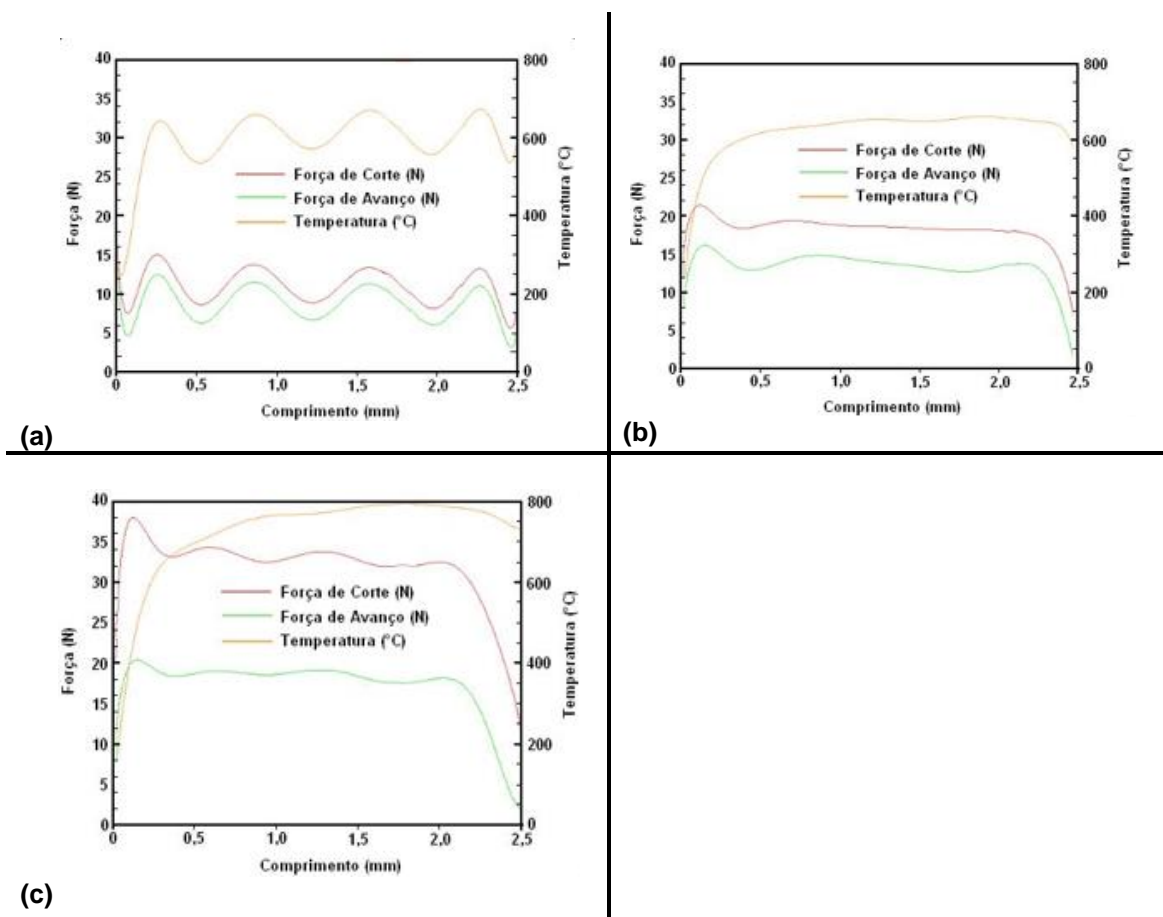 40
35
30
25
20
15
10
5
0
Força (N)
800
600
400
200
0
Temperatura (°C)
Força de Corte (N)
Força de Avanço (N)
Temperatura (°C)
0
0,5
1,0
1,5
2,0
2,5
Comprimento (mm)
(a)
40
35
30
25
20
15
10
5
0
Força (N)
800
600
400
200
0
Temperatura (°C)
Força de Corte (N)
Força de Avanço (N)
Temperatura (°C)
0
0,5
1,0
1,5
2,0
2,5
Comprimento (mm)
(b)
40
35
30
25
20
15
10
5
0
Força (N)
800
600
400
200
0
Temperatura (°C)
Força de Corte (N)
Força de Avanço (N)
Temperatura (°C)
0
0,5
1,0
1,5
2,0
2,5
Comprimento (mm)
(c)